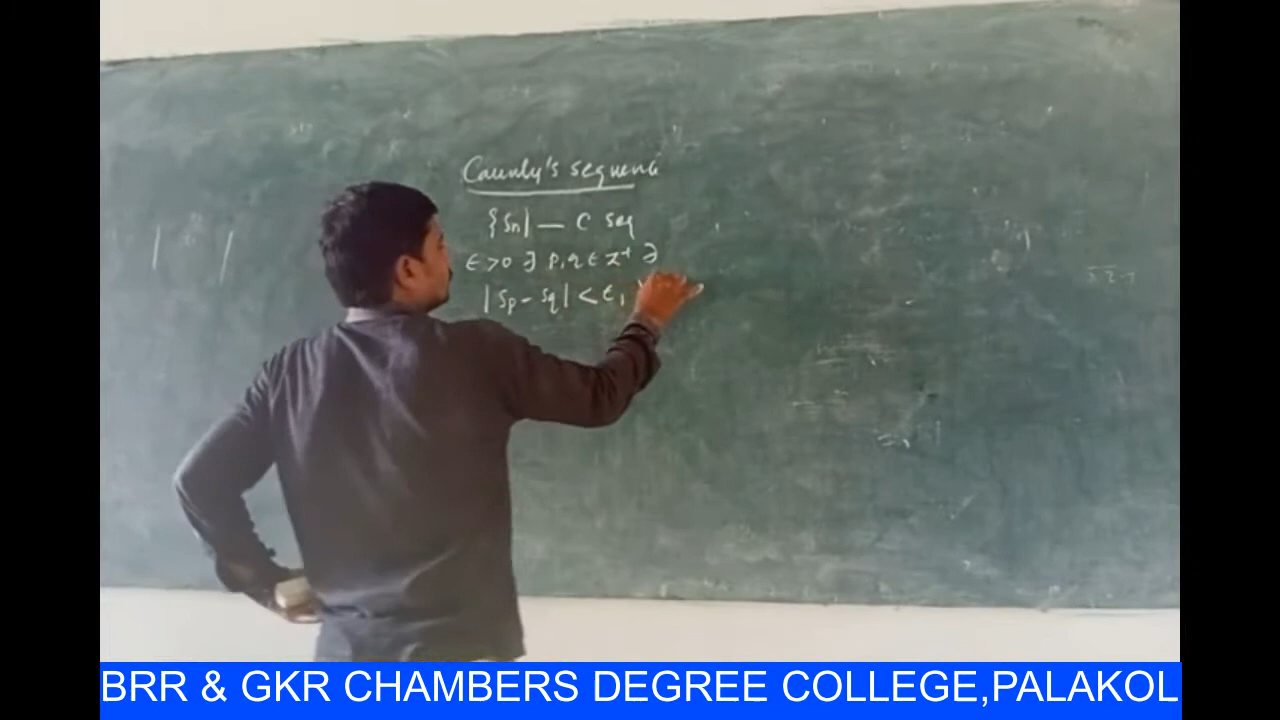 Cauchy's sequence
{Sn} — C seq
ε > 0 ∃ p, q ∈ Z⁺ ∋
|Sp - Sq| < ε,
BRR & GKR CHAMBERS DEGREE COLLEGE,PALAKOL